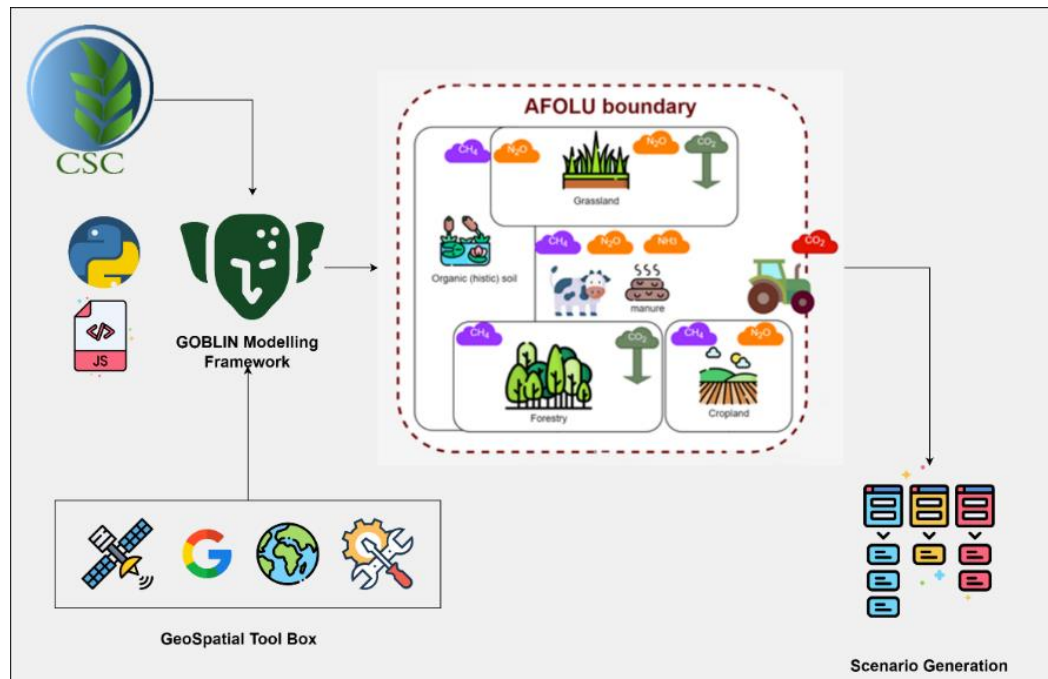 CSC
JS
GOBLIN Modelling
Framework
AFOLU boundary
CH4
N2O
N2O
CO2
Grassland
Organic (histic) soil
CH4
N2O
NH3
manure
CO2
CH4
CO2
Forestry
CH4
N2O
Cropland
G
GeoSpatial Tool Box
Scenario Generation